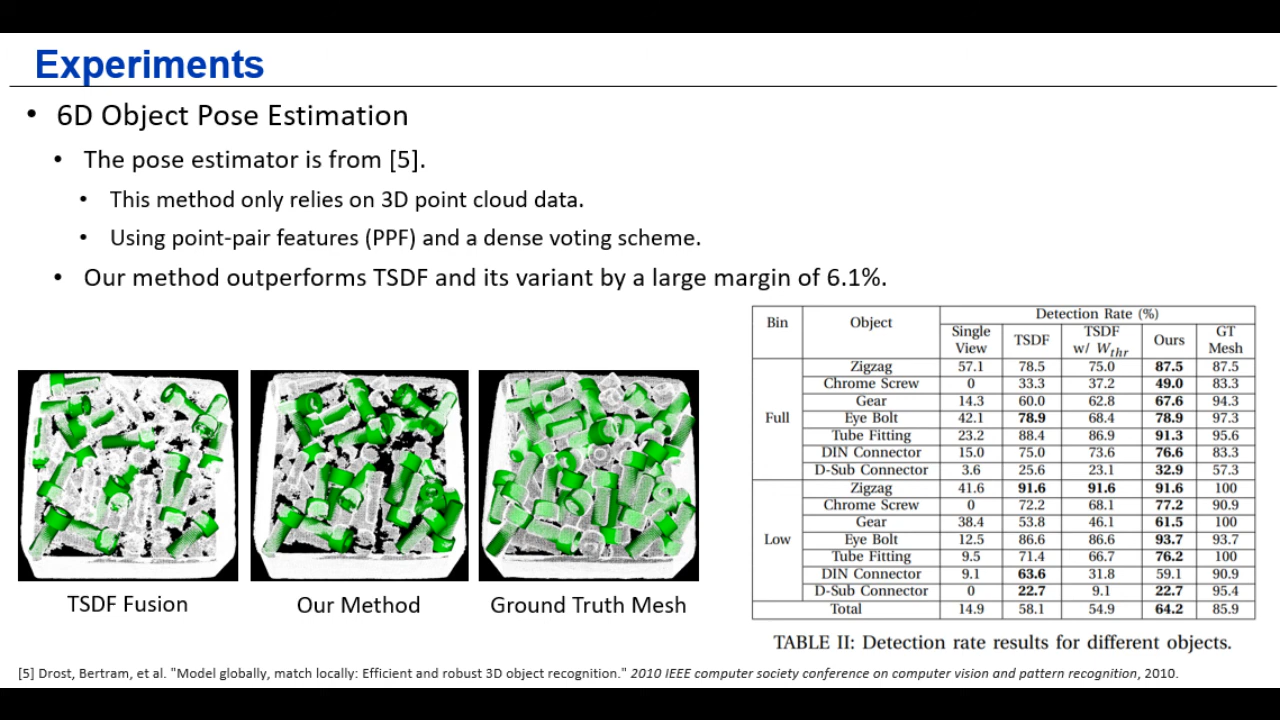 Experiments
• 6D Object Pose Estimation
• The pose estimator is from [5].
• This method only relies on 3D point cloud data.
• Using point-pair features (PPF) and a dense voting scheme.
• Our method outperforms TSDF and its variant by a large margin of 6.1%.
TSDF Fusion
Our Method
Ground Truth Mesh
Bin Object Detection Rate (%)
Single View TSDF TSDF w/ W_thr Ours GT Mesh
Full
Zigzag 57.1 78.5 75.0 87.5 87.5
Chrome Screw 0 33.3 37.2 49.0 83.3
Gear 14.3 60.0 62.8 67.6 94.3
Eye Bolt 42.1 78.9 68.4 78.9 97.3
Tube Fitting 23.2 88.4 86.9 91.3 95.6
DIN Connector 15.0 75.0 73.6 76.6 83.3
D-Sub Connector 3.6 25.6 23.1 32.9 57.3
Low
Zigzag 41.6 91.6 91.6 91.6 100
Chrome Screw 0 72.2 68.1 77.2 90.9
Gear 38.4 53.8 46.1 61.5 100
Eye Bolt 12.5 86.6 86.6 93.7 93.7
Tube Fitting 9.5 71.4 66.7 76.2 100
DIN Connector 9.1 63.6 31.8 59.1 90.9
D-Sub Connector 0 22.7 9.1 22.7 95.4
Total 14.9 58.1 54.9 64.2 85.9
TABLE II: Detection rate results for different objects.
[5] Drost, Bertram, et al. "Model globally, match locally: Efficient and robust 3D object recognition." 2010 IEEE computer society conference on computer vision and pattern recognition, 2010.